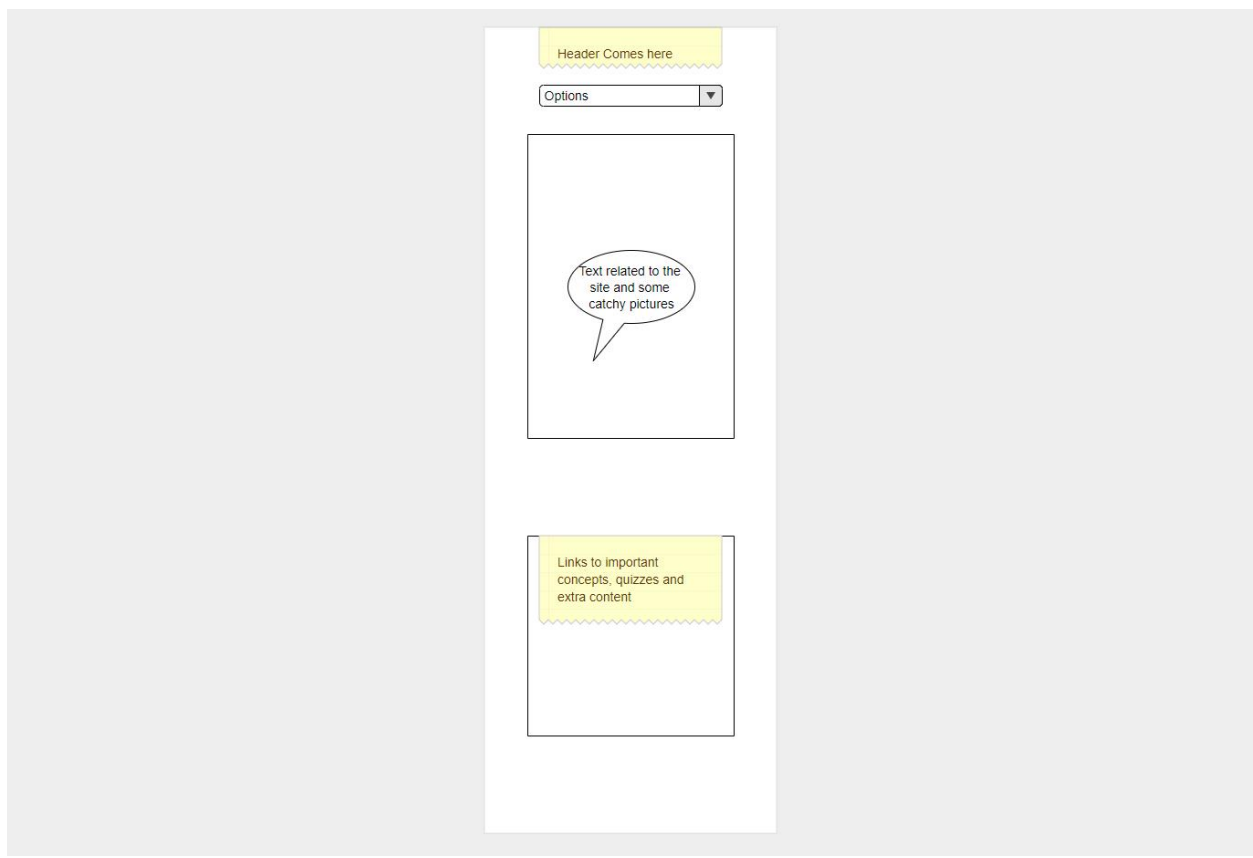 Header Comes here
Options
Text related to the
site and some
catchy pictures
Links to important
concepts, quizzes and
extra content